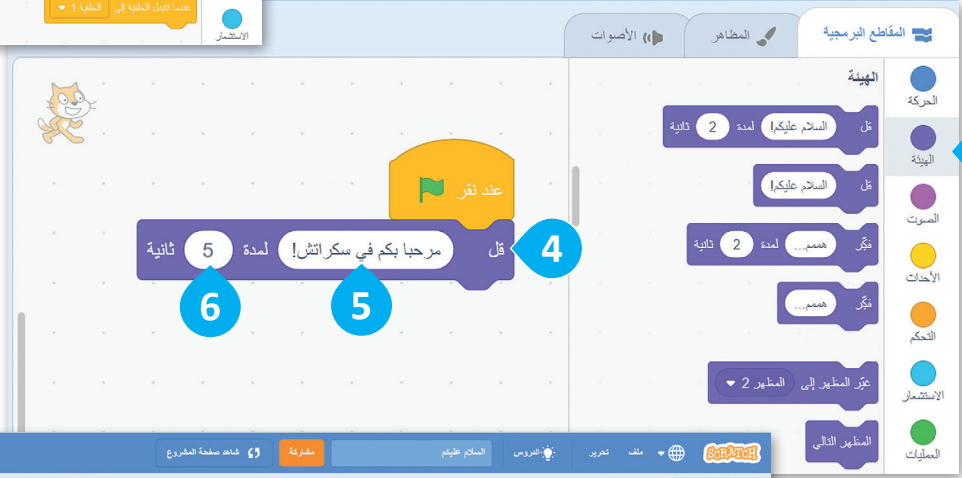 عندما تتبدل الخلفية إلى الخلفية 1
الاستشعار
المقاطع البرمجية
المظاهر
الأصوات
الهيئة
الحركة
الهيئة
الصوت
الأحداث
التحكم
الاستشعار
العمليات
قل السلام عليكم! لمدة 2 ثانية
قل السلام عليكم!
فكّر هممم... لمدة 2 ثانية
فكّر هممم...
غيّر المظهر إلى المظهر 2
المظهر التالي
عند نقر
قل مرحبا بكم في سكراتش! لمدة 5 ثانية
4
5
6
SCRATCH ملف تحرير الدروس السلام عليكم مشاركة شاهد صفحة المشروع